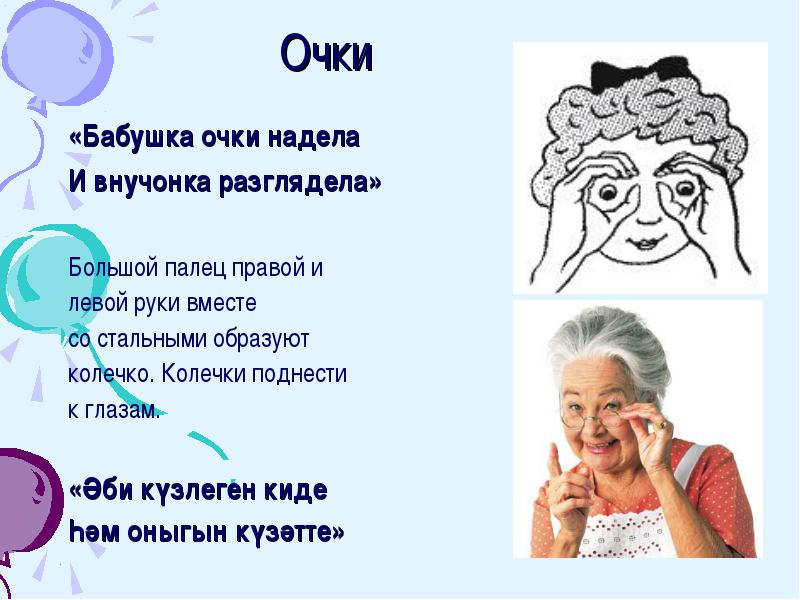 Очки
«Бабушка очки надела
И внучонка разглядела»
Большой палец правой и
левой руки вместе
со стальными образуют
колечко. Колечки поднести
к глазам.
«Әби күзлеген киде
Һәм оныгын күзәтте»